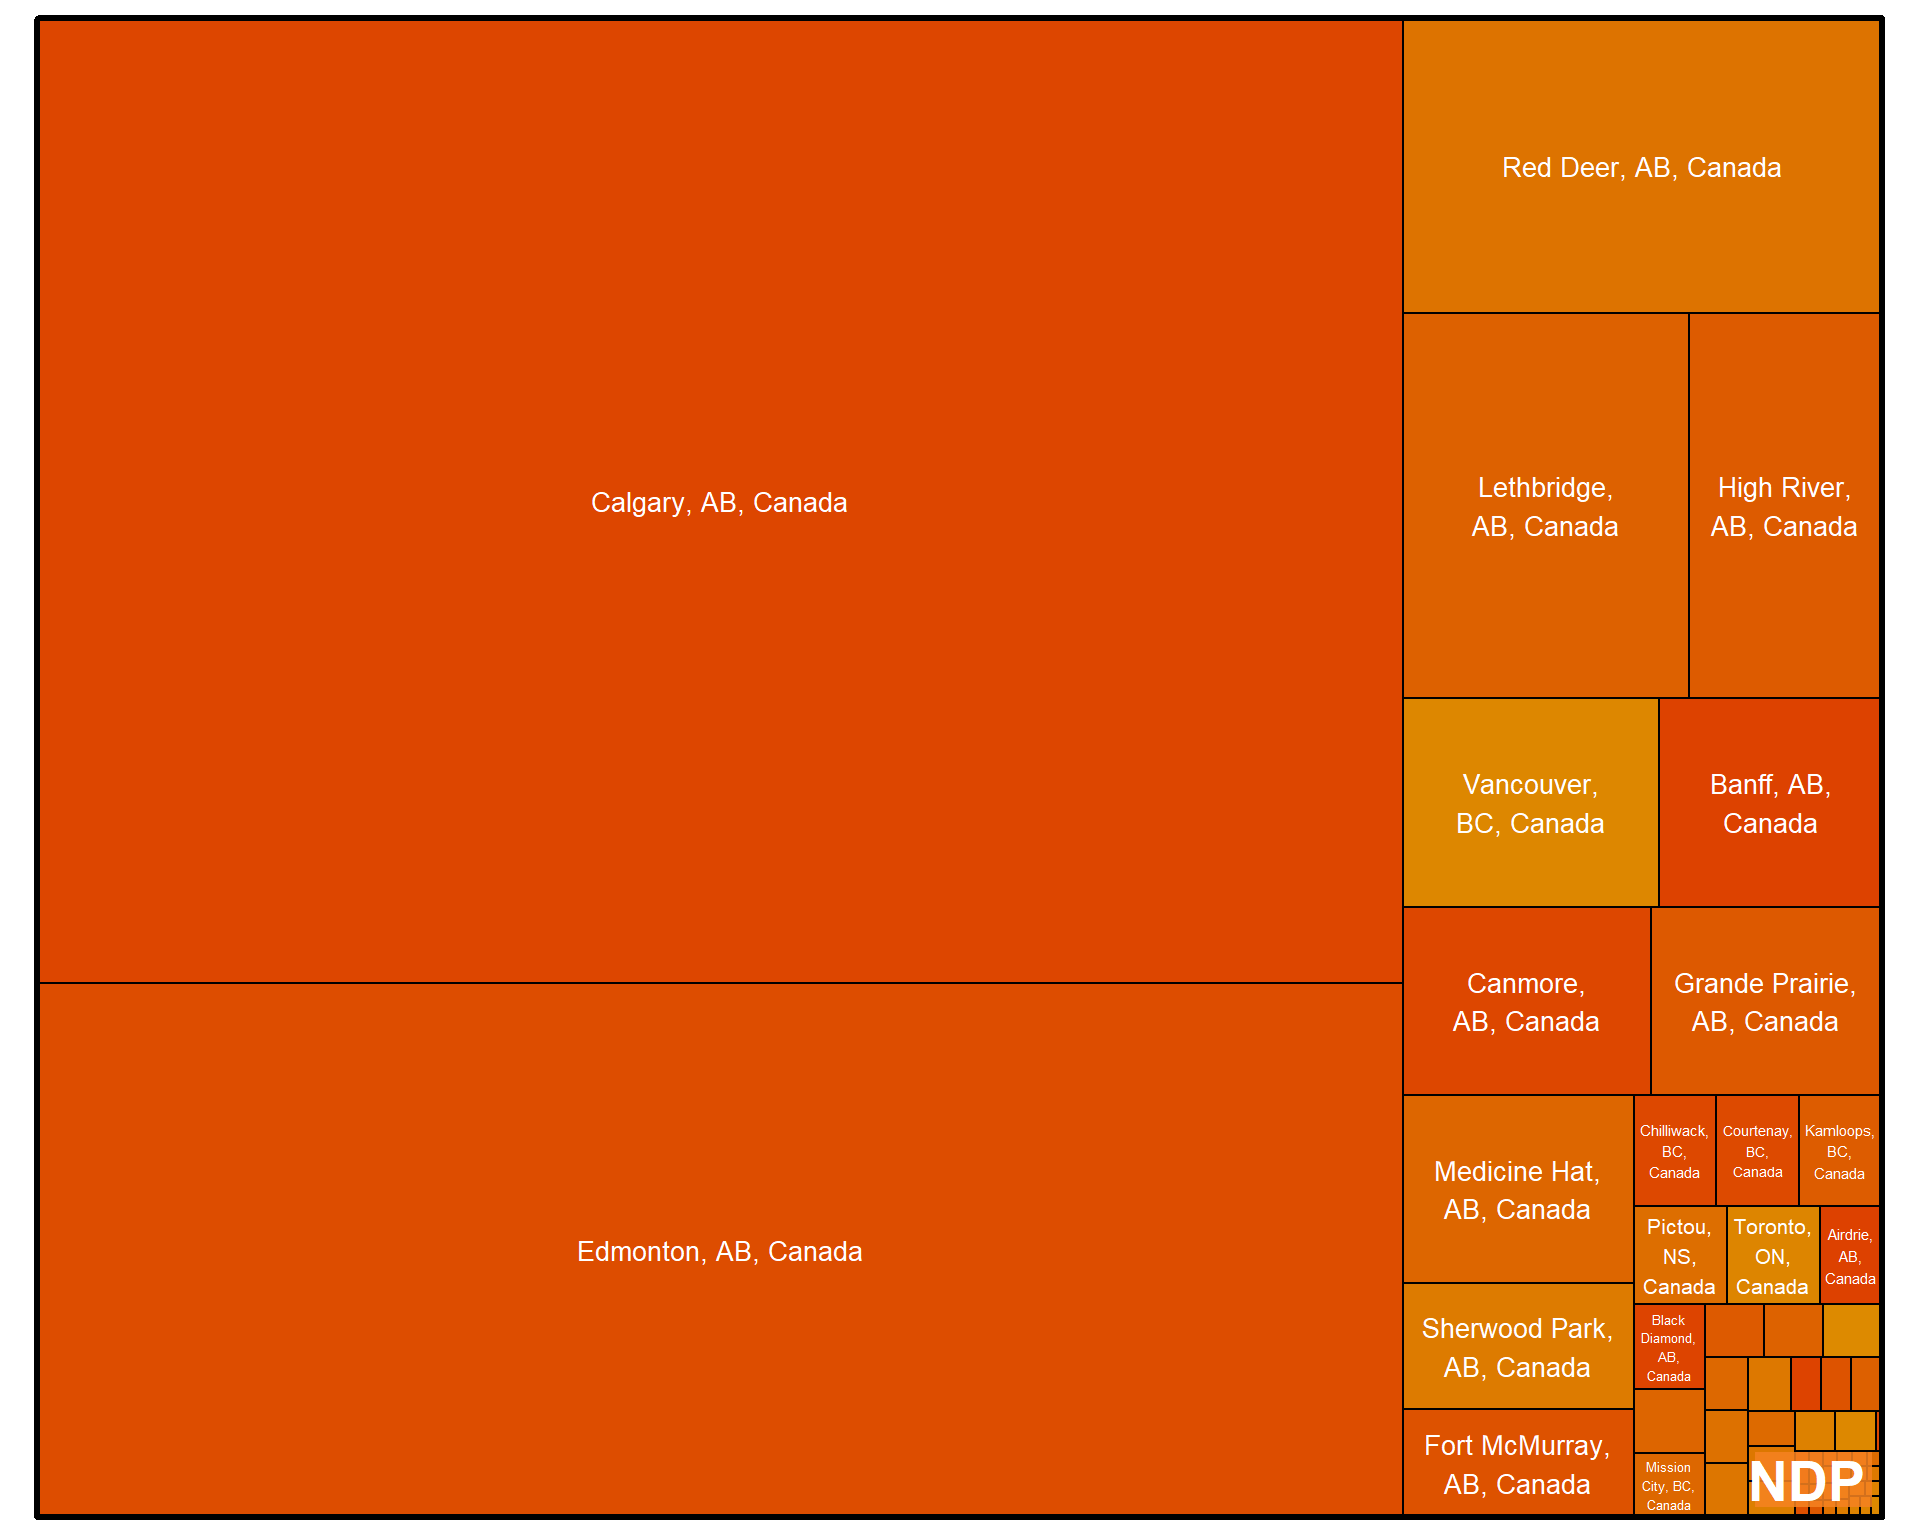 Calgary, AB, Canada
Edmonton, AB, Canada
Red Deer, AB, Canada
Lethbridge,
AB, Canada
High River,
AB, Canada
Vancouver,
BC, Canada
Banff, AB,
Canada
Canmore,
AB, Canada
Grande Prairie,
AB, Canada
Medicine Hat,
AB, Canada
Sherwood Park,
AB, Canada
Fort McMurray,
AB, Canada
Chilliwack,
BC,
Canada
Courtenay,
BC,
Canada
Kamloops,
BC,
Canada
Pictou,
NS,
Canada
Toronto,
ON,
Canada
Airdrie,
AB,
Canada
Black
Diamond,
AB,
Canada
Mission
City, BC,
Canada
NDP